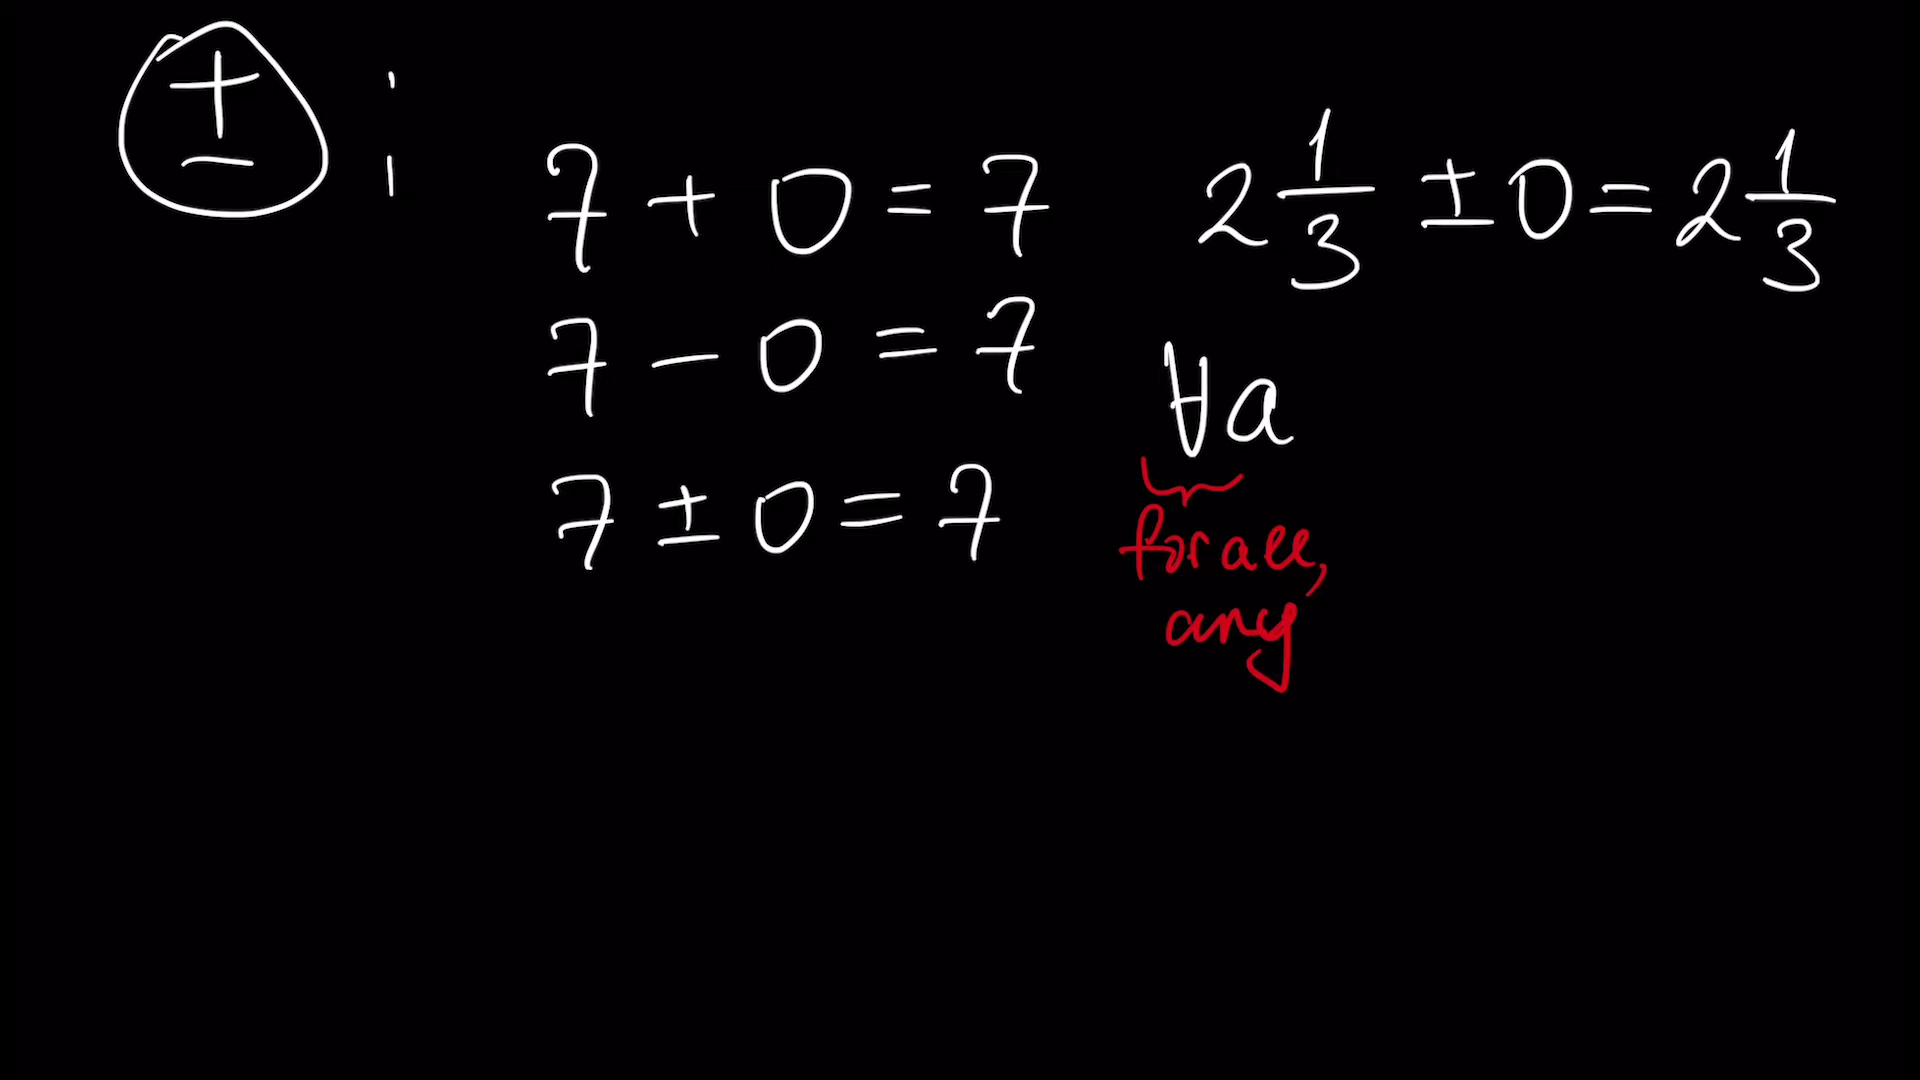 ± :
7 + 0 = 7
7 − 0 = 7
7 ± 0 = 7
2 1/3 ± 0 = 2 1/3
∀a
for all,
any